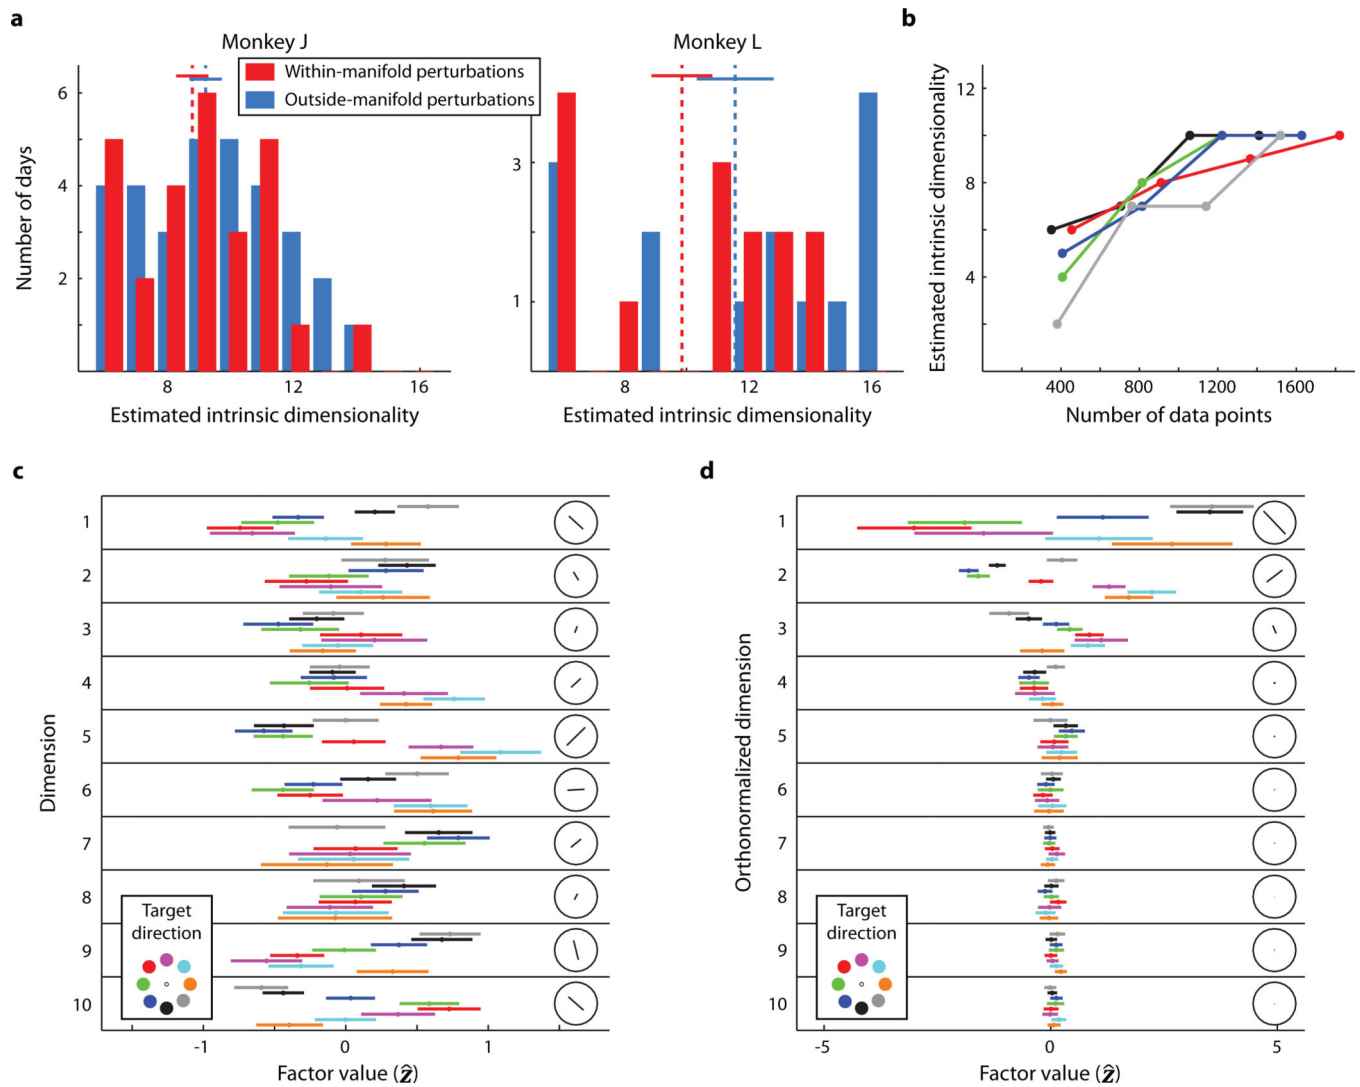 a
Monkey J
Monkey L
Within-manifold perturbations
Outside-manifold perturbations
Number of days
6
4
2
8
12
16
Estimated intrinsic dimensionality
3
1
8
12
16
Estimated intrinsic dimensionality
b
Estimated intrinsic dimensionality
12
8
4
400
800
1200
1600
Number of data points
c
Dimension
1
2
3
4
5
6
7
8
9
10
Target
direction
-1
0
1
Factor value (ẑ)
d
Orthonormalized dimension
1
2
3
4
5
6
7
8
9
10
Target
direction
-5
0
5
Factor value (ẑ)